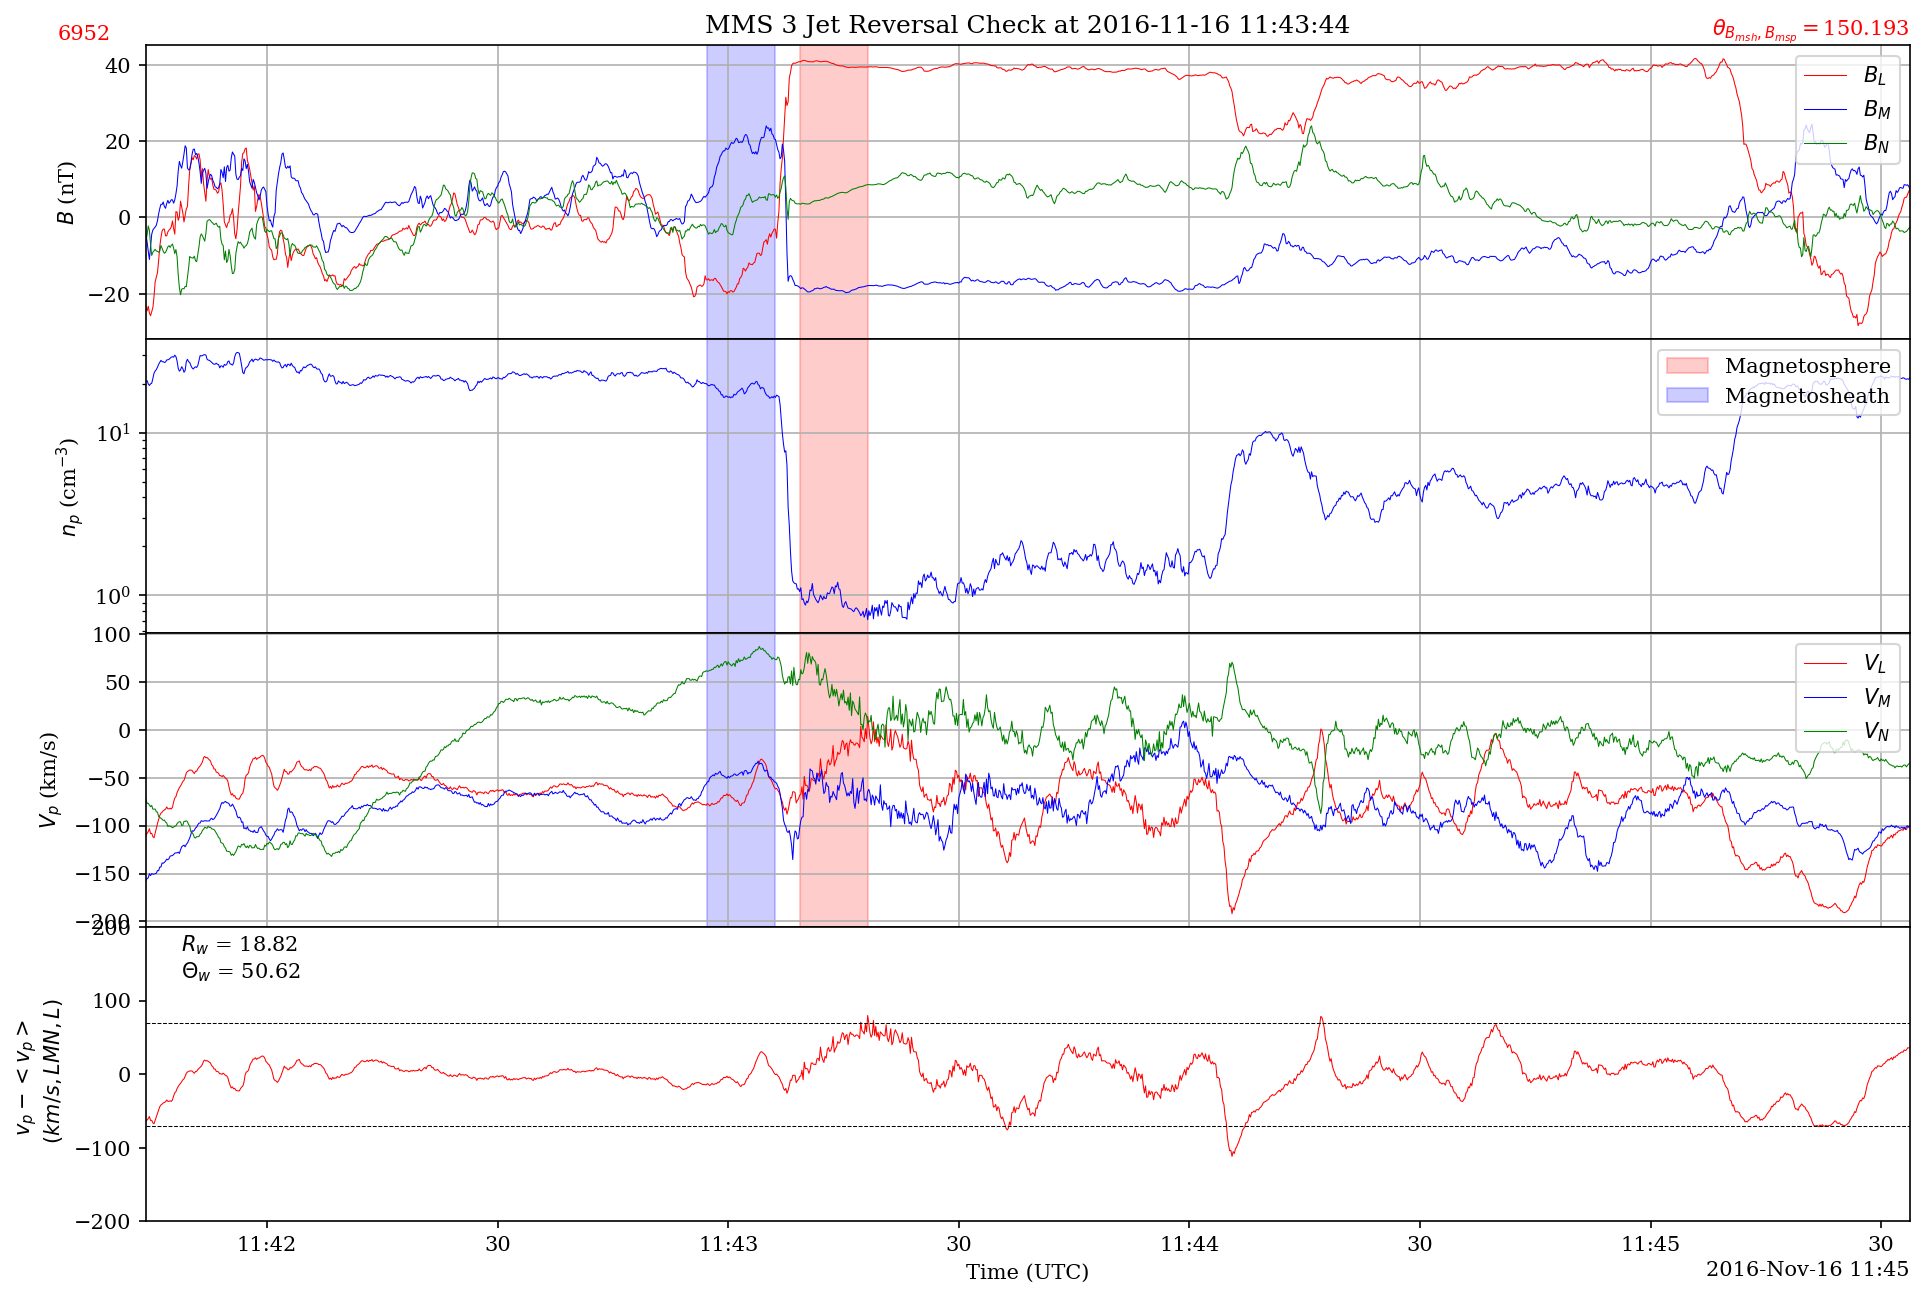 6952
MMS 3 Jet Reversal Check at 2016-11-16 11:43:44
θ_{B_{msh}, B_{msp}} = 150.193
40
20
0
−20
B (nT)
B_L
B_M
B_N
10^1
10^0
n_p (cm^{−3})
Magnetosphere
Magnetosheath
100
50
0
−50
−100
−150
−200
V_p (km/s)
V_L
V_M
V_N
200
100
0
−100
−200
v_p − < v_p >
(km/s, LMN, L)
R_w = 18.82
Θ_w = 50.62
11:42 30 11:43 30 11:44 30 11:45 30
Time (UTC)
2016-Nov-16 11:45